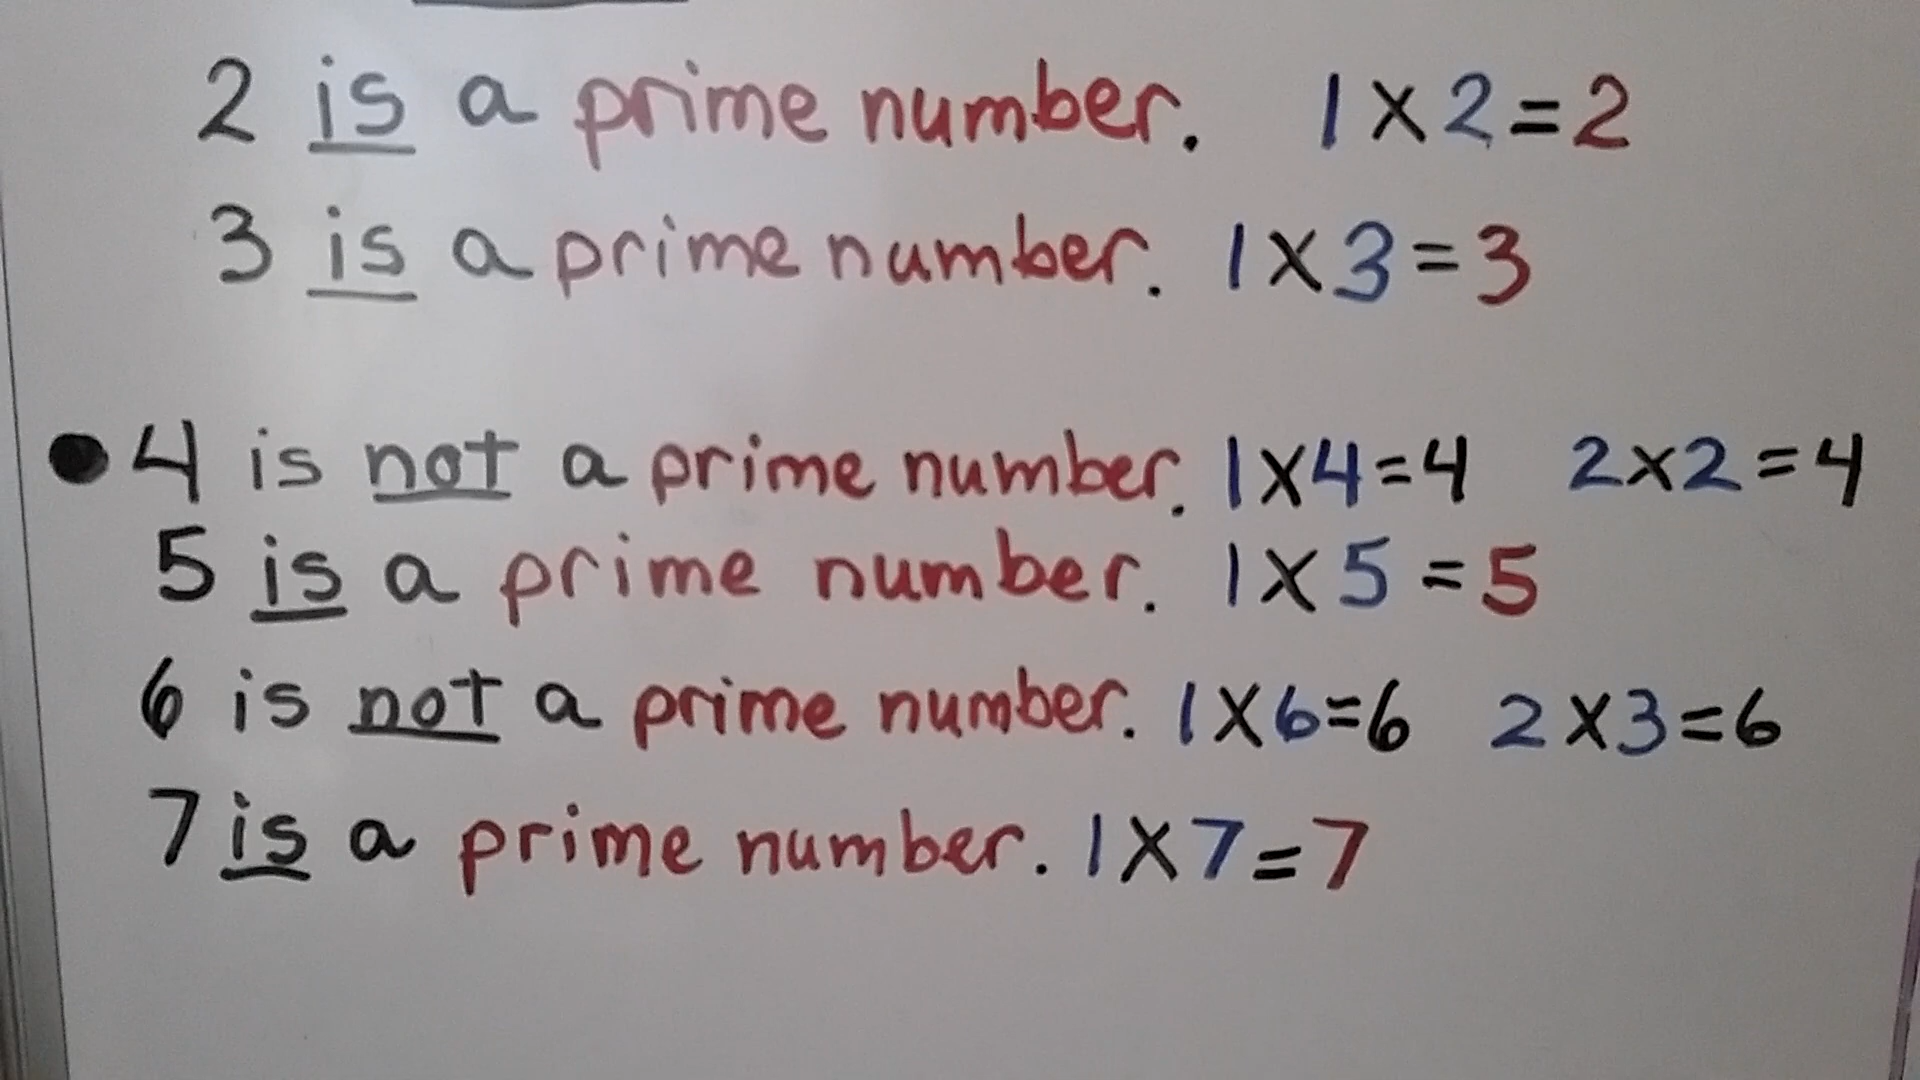 2 is a prime number. 1 x 2 = 2
3 is a prime number. 1 x 3 = 3
● 4 is not a prime number. 1 x 4 = 4 2 x 2 = 4
5 is a prime number. 1 x 5 = 5
6 is not a prime number. 1 x 6 = 6 2 x 3 = 6
7 is a prime number. 1 x 7 = 7